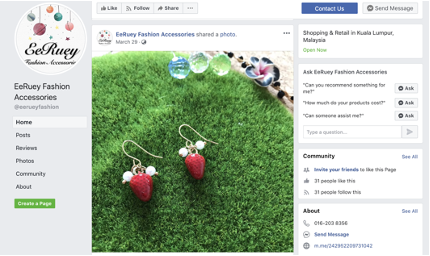 EeRuey
Fashion Accessories
EeRuey Fashion
Accessories
@eerueyfashion
Home
Posts
Reviews
Photos
Community
About
Create a Page
Like
Follow
Share
Contact Us
Send Message
EeRuey Fashion Accessories shared a photo.
March 29
Shopping & Retail in Kuala Lumpur,
Malaysia
Open Now
Ask EeRuey Fashion Accessories
"Can you recommend something for
me?"
Ask
"How much do your products cost?"
Ask
"Can someone assist me?"
Ask
Type a question...
Community
See All
Invite your friends to like this Page
31 people like this
31 people follow this
About
See All
016-203 8356
Send Message
m.me/242952209731042